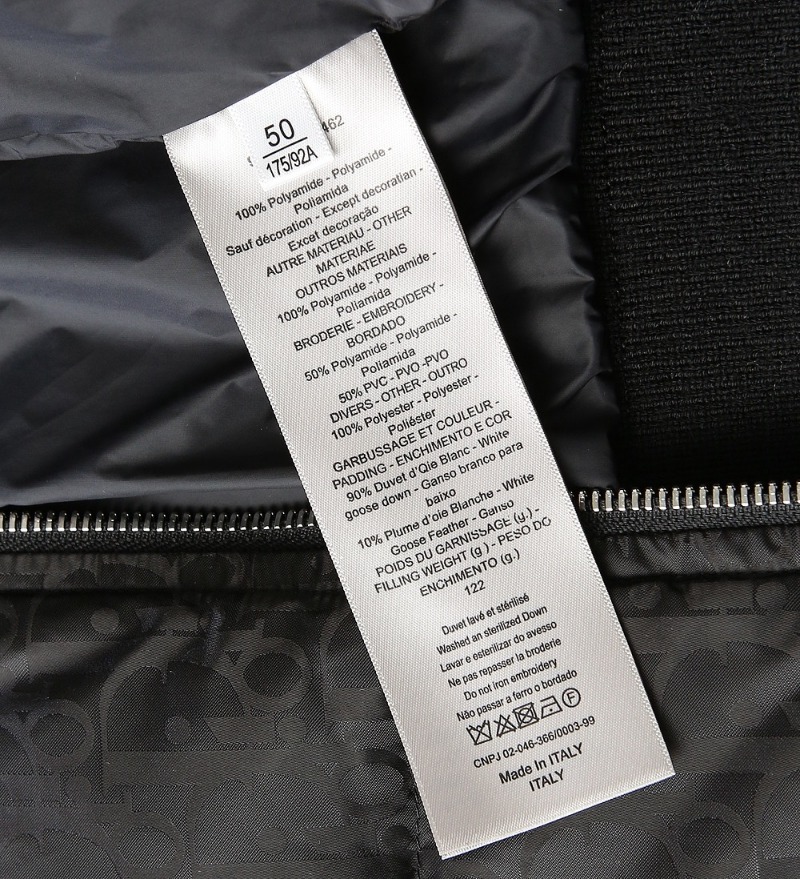 50
175/92A
462
100% Polyamide - Polyamide -
Poliamida
Sauf décoration - Except decoratian -
Excet decoração
AUTRE MATERIAU - OTHER
MATERIAE
OUTROS MATERIAIS
100% Polyamide - Polyamide -
Poliamida
BRODERIE - EMBROIDERY -
BORDADO
50% Polyamide - Polyamide -
Poliamida
50% PVC - PVO -PVO
DIVERS - OTHER - OUTRO
100% Polyester - Polyester -
Poliéster
GARBUSSAGE ET COULEUR -
PADDING - ENCHIMENTO E COR
90% Duvet d'Qie Blanc - White
goose down - Ganso branco para
baixo
10% Plume d'oie Blanche - White
Goose Feather - Ganso
POIDS DU GARNISSAGE (g.) -
FILLING WEIGHT (g ) - PESO DO
ENCHIMENTO (g.)
122
Duvet lavé et stérilisé
Washed an sterilized Down
Lavar e esterilizar do avesso
Ne pas repasser la broderie
Do not iron embroidery
Não passar a ferro o bordado
F
CNPJ 02-046-366/0003-99
Made In ITALY
ITALY